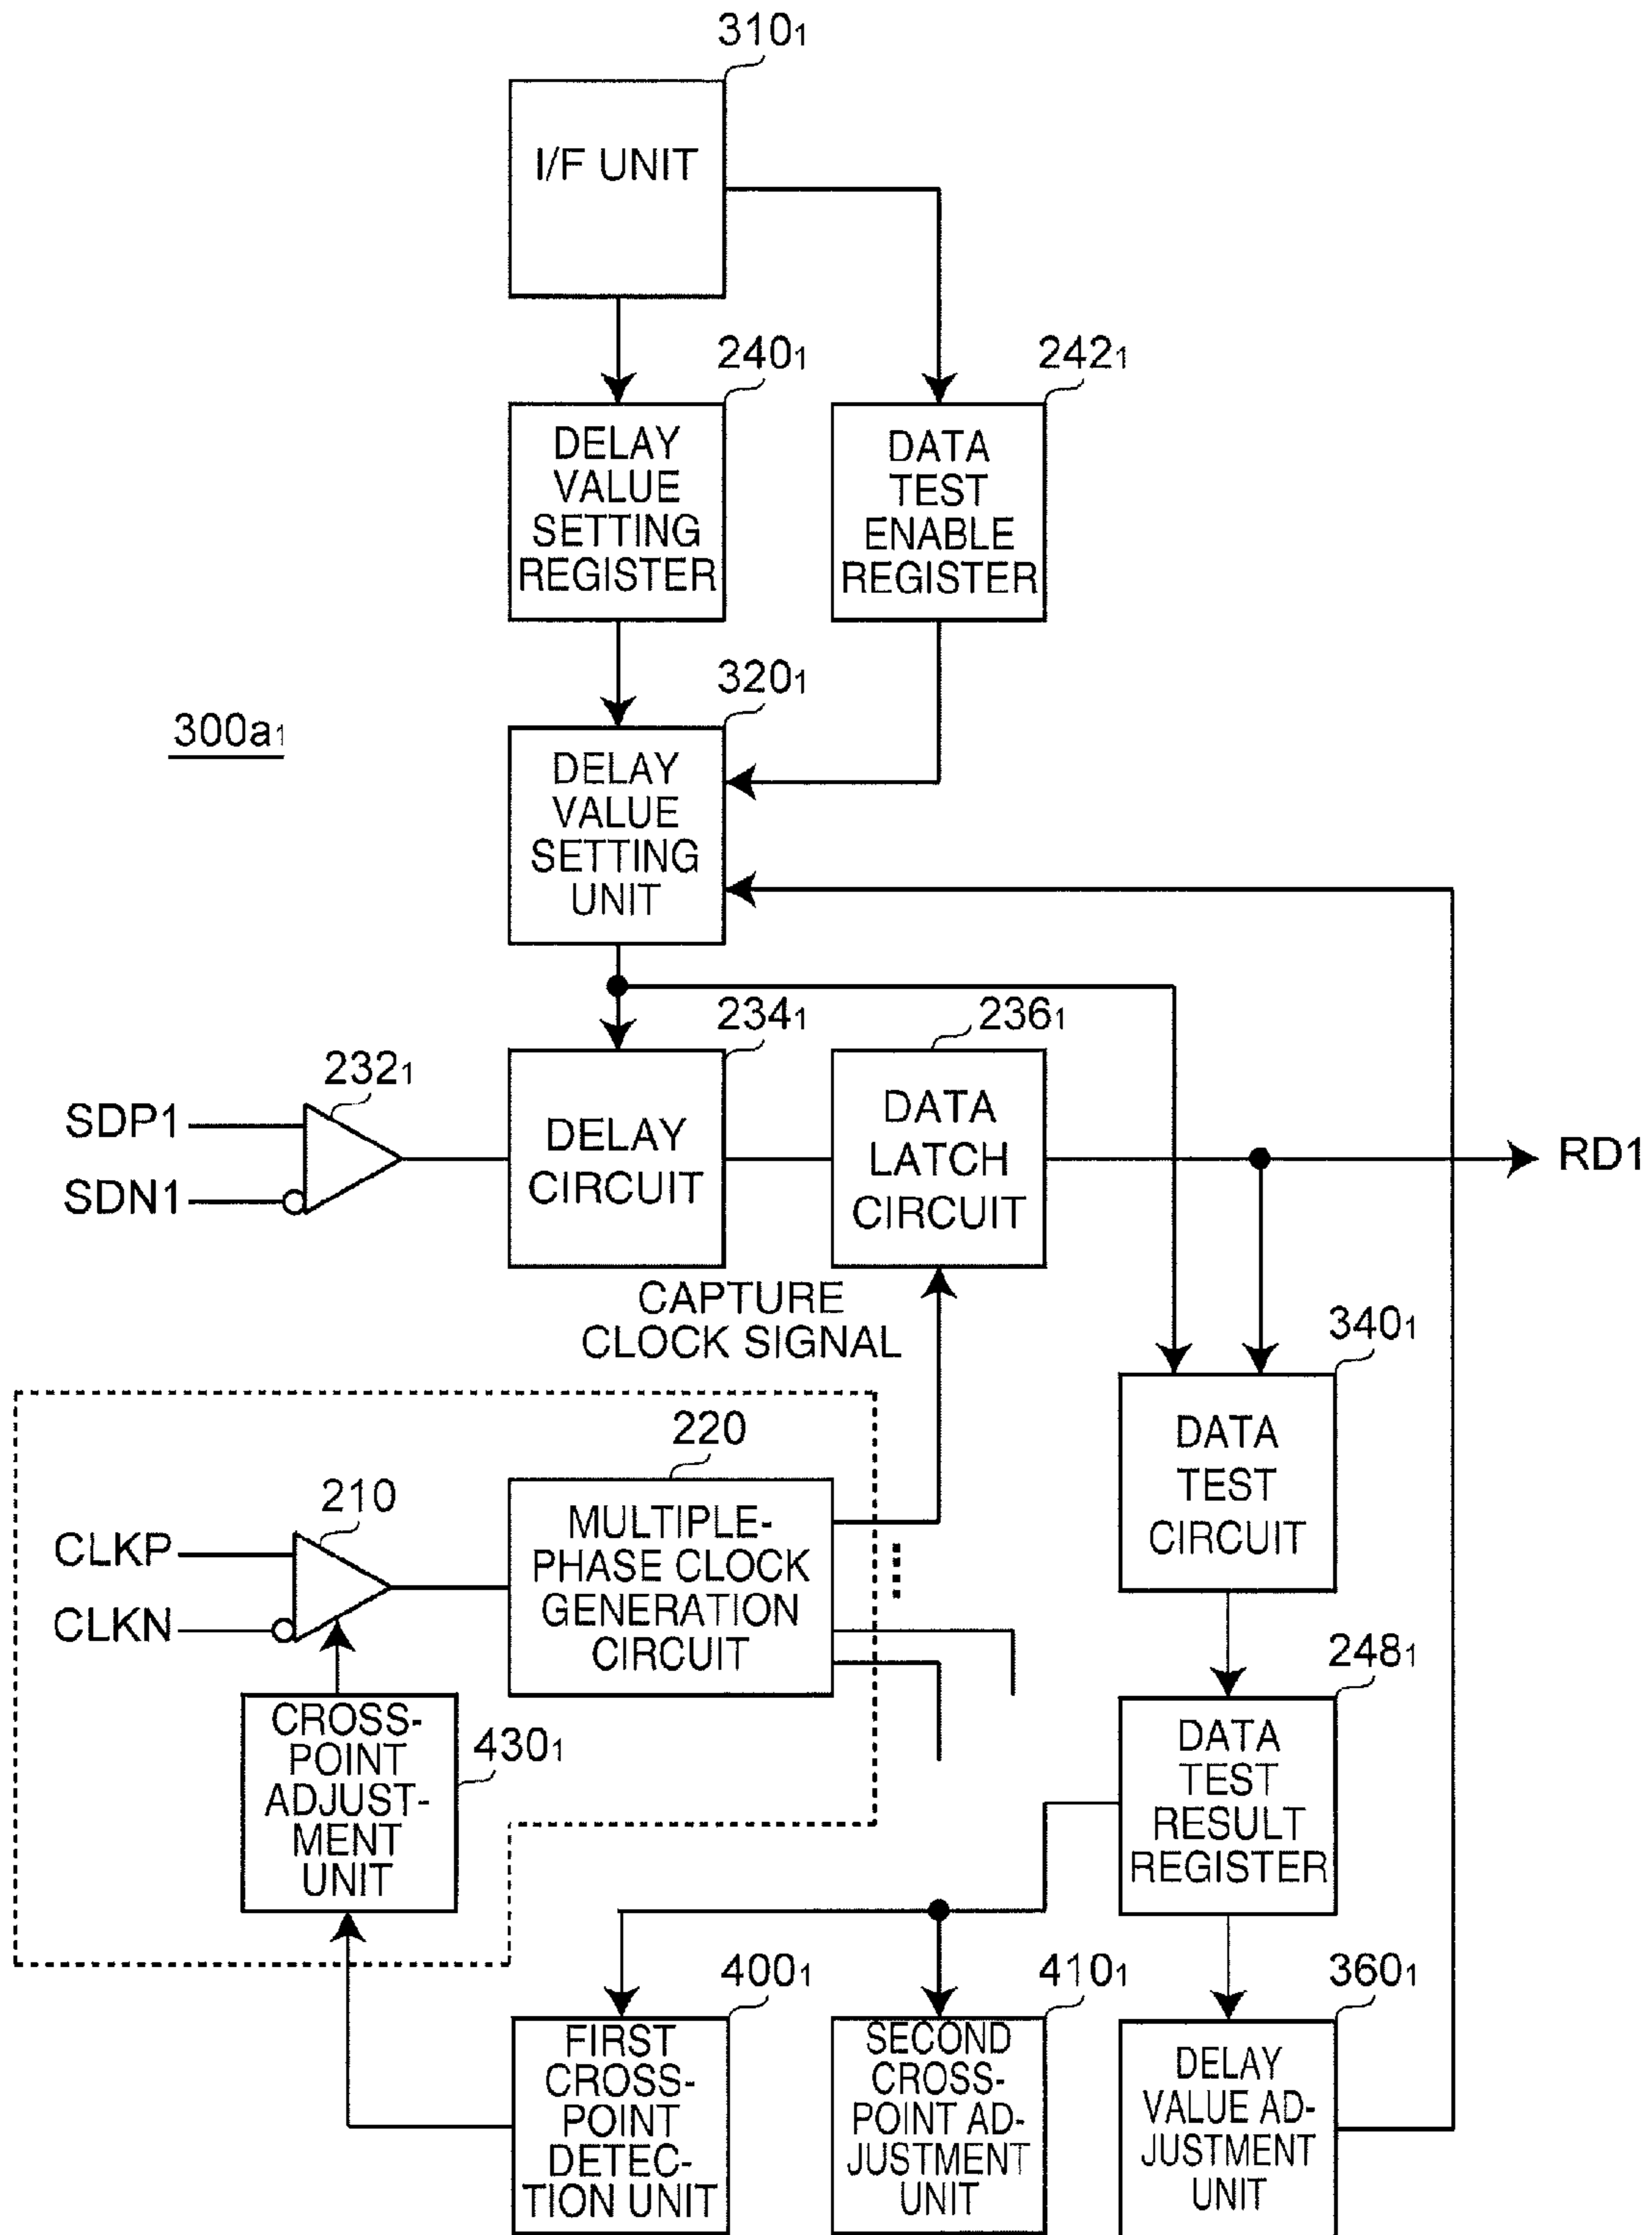 310₁
I/F UNIT
240₁
242₁
DELAY
VALUE
SETTING
REGISTER
DATA
TEST
ENABLE
REGISTER
320₁
300a₁
DELAY
VALUE
SETTING
UNIT
234₁
236₁
232₁
SDP1
SDN1
DELAY
CIRCUIT
DATA
LATCH
CIRCUIT
RD1
CAPTURE
CLOCK SIGNAL
340₁
DATA
TEST
CIRCUIT
220
210
CLKP
CLKN
MULTIPLE-
PHASE CLOCK
GENERATION
CIRCUIT
248₁
CROSS-
POINT
ADJUST-
MENT
UNIT
430₁
DATA
TEST
RESULT
REGISTER
400₁
410₁
360₁
FIRST
CROSS-
POINT
DETEC-
TION UNIT
SECOND
CROSS-
POINT AD-
JUSTMENT
UNIT
DELAY
VALUE AD-
JUSTMENT
UNIT